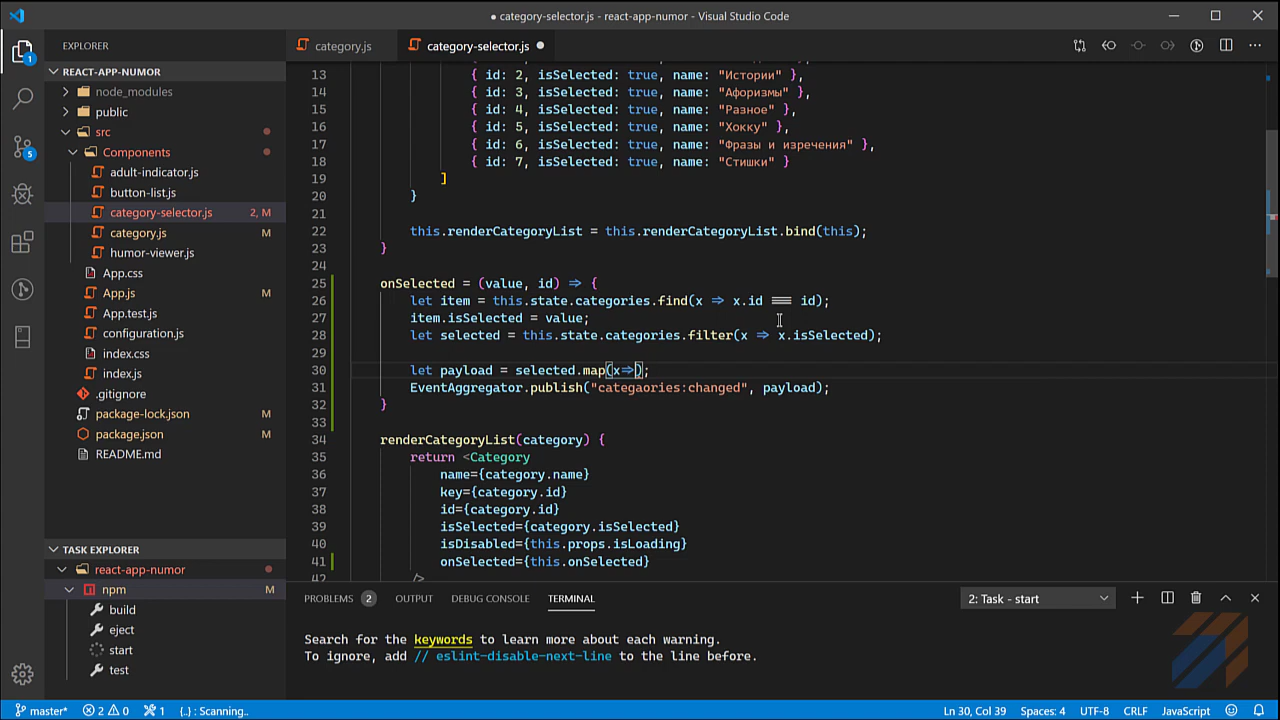 ● category-selector.js - react-app-numor - Visual Studio Code
EXPLORER
category.js
category-selector.js ●
REACT-APP-NUMOR
node_modules
public
src
Components
adult-indicator.js
button-list.js
category-selector.js 2, M
category.js M
humor-viewer.js
App.css
App.js M
App.test.js
configuration.js
index.css
index.js
.gitignore
package-lock.json M
package.json M
README.md
TASK EXPLORER
react-app-numor
npm M
build
eject
start
test
1
5
13 { id: 2, isSelected: true, name: "Истории" },
14 { id: 3, isSelected: true, name: "Афоризмы" },
15 { id: 4, isSelected: true, name: "Разное" },
16 { id: 5, isSelected: true, name: "Хокку" },
17 { id: 6, isSelected: true, name: "Фразы и изречения" },
18 { id: 7, isSelected: true, name: "Стишки" }
19 ]
20 }
21
22 this.renderCategoryList = this.renderCategoryList.bind(this);
23 }
24
25 onSelected = (value, id) => {
26 let item = this.state.categories.find(x => x.id === id);
27 item.isSelected = value;
28 let selected = this.state.categories.filter(x => x.isSelected);
29
30 let payload = selected.map(x=>);
31 EventAggregator.publish("categaories:changed", payload);
32 }
33
34 renderCategoryList(category) {
35 return <Category
36 name={category.name}
37 key={category.id}
38 id={category.id}
39 isSelected={category.isSelected}
40 isDisabled={this.props.isLoading}
41 onSelected={this.onSelected}
42 />
PROBLEMS 2 OUTPUT DEBUG CONSOLE TERMINAL 2: Task - start
Search for the keywords to learn more about each warning.
To ignore, add // eslint-disable-next-line to the line before.
master* 2 0 1 {..} : Scanning.. Ln 30, Col 39 Spaces: 4 UTF-8 CRLF JavaScript